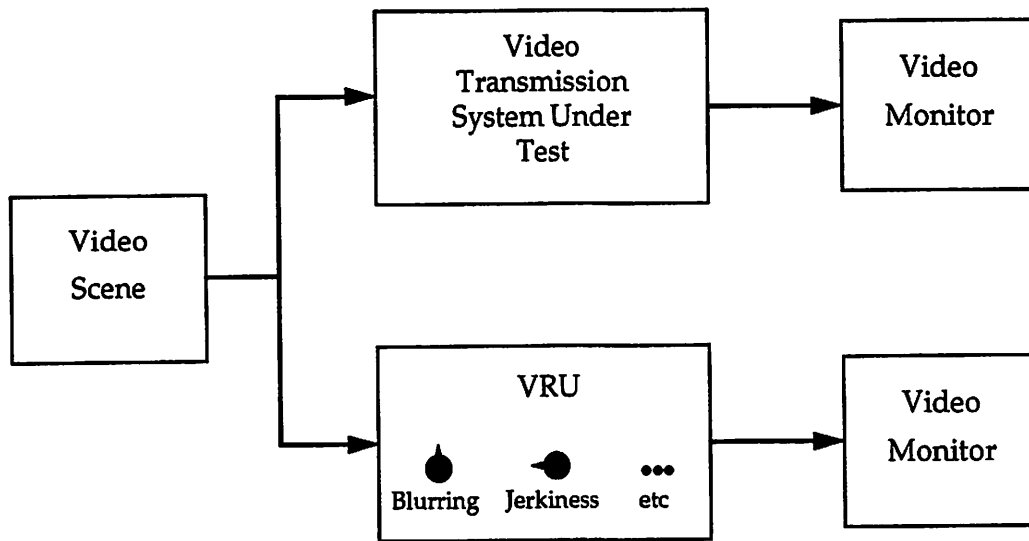 Video
Scene
Video
Transmission
System Under
Test
Video
Monitor
VRU
Blurring
Jerkiness
etc
Video
Monitor